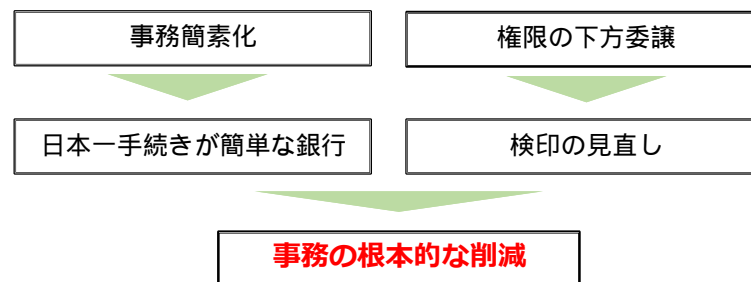 事務簡素化
権限の下方委譲
日本一手続きが簡単な銀行
検印の見直し
事務の根本的な削減